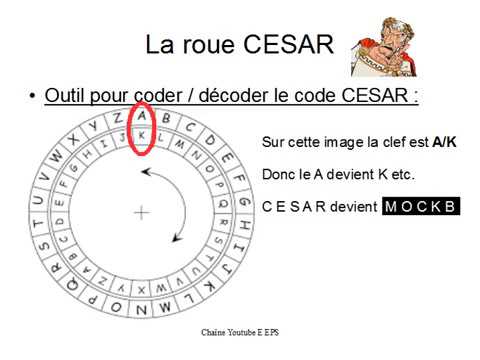 La roue CESAR
• Outil pour coder / décoder le code CESAR :
A B C D E F G H I J K L M N O P Q R S T U V W X Y Z
K L M N O P Q R S T U V W X Y Z A B C D E F G H I J
Sur cette image la clef est A/K
Donc le A devient K etc.
C E S A R devient M O C K B
Chaîne Youtube E.EPS